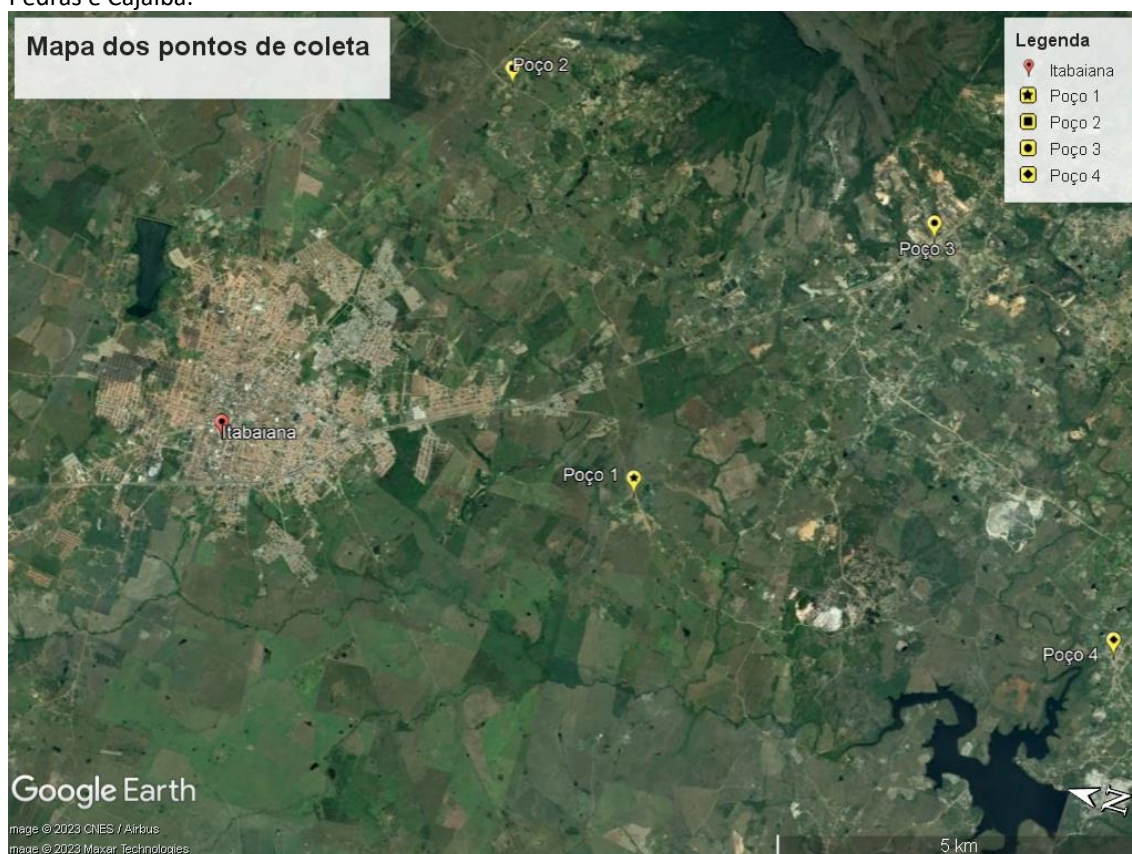 Pedras e Cajaíba.
Mapa dos pontos de coleta
Legenda
Itabaiana
Poço 1
Poço 2
Poço 3
Poço 4
Poço 2
Poço 3
Itabaiana
Poço 1
Poço 4
Google Earth
N
mage © 2023 CNES / Airbus
mage © 2023 Maxar Technologies
5 km